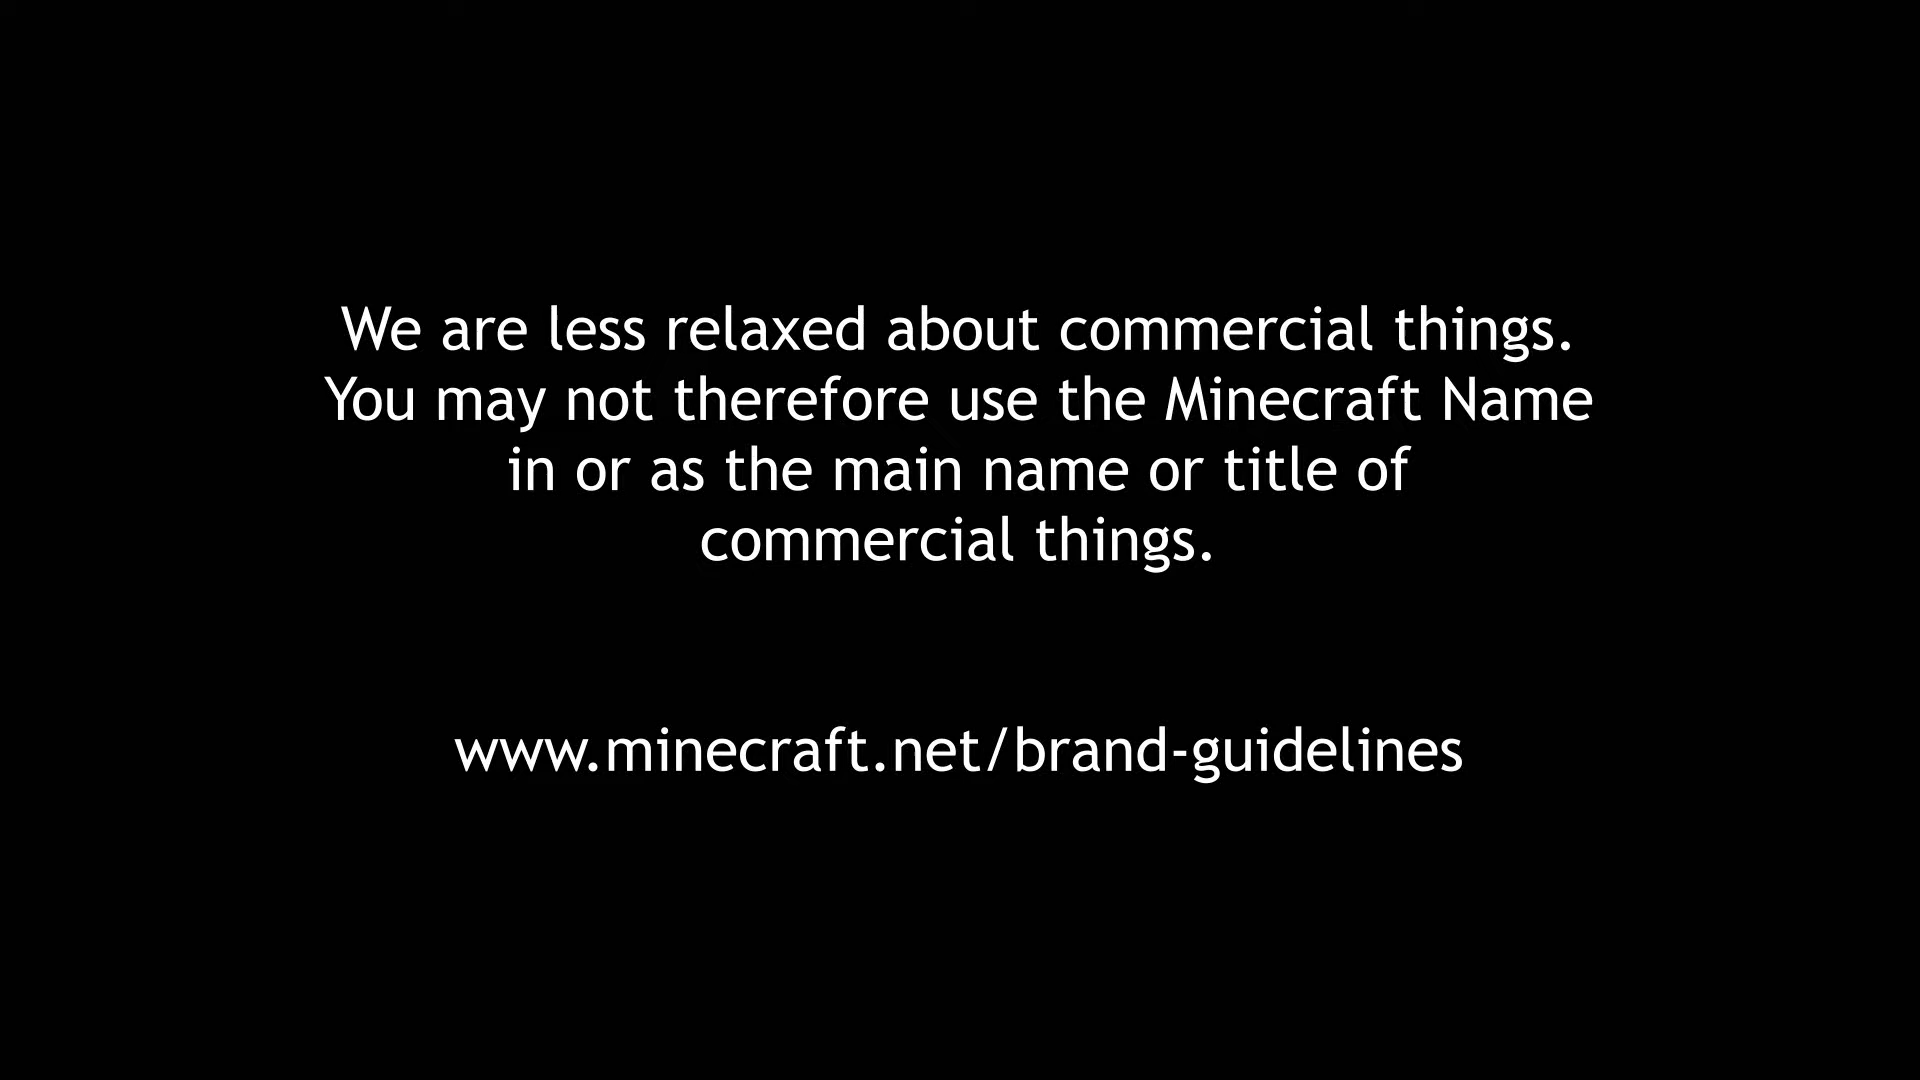 We are less relaxed about commercial things.
You may not therefore use the Minecraft Name
in or as the main name or title of
commercial things.
www.minecraft.net/brand-guidelines